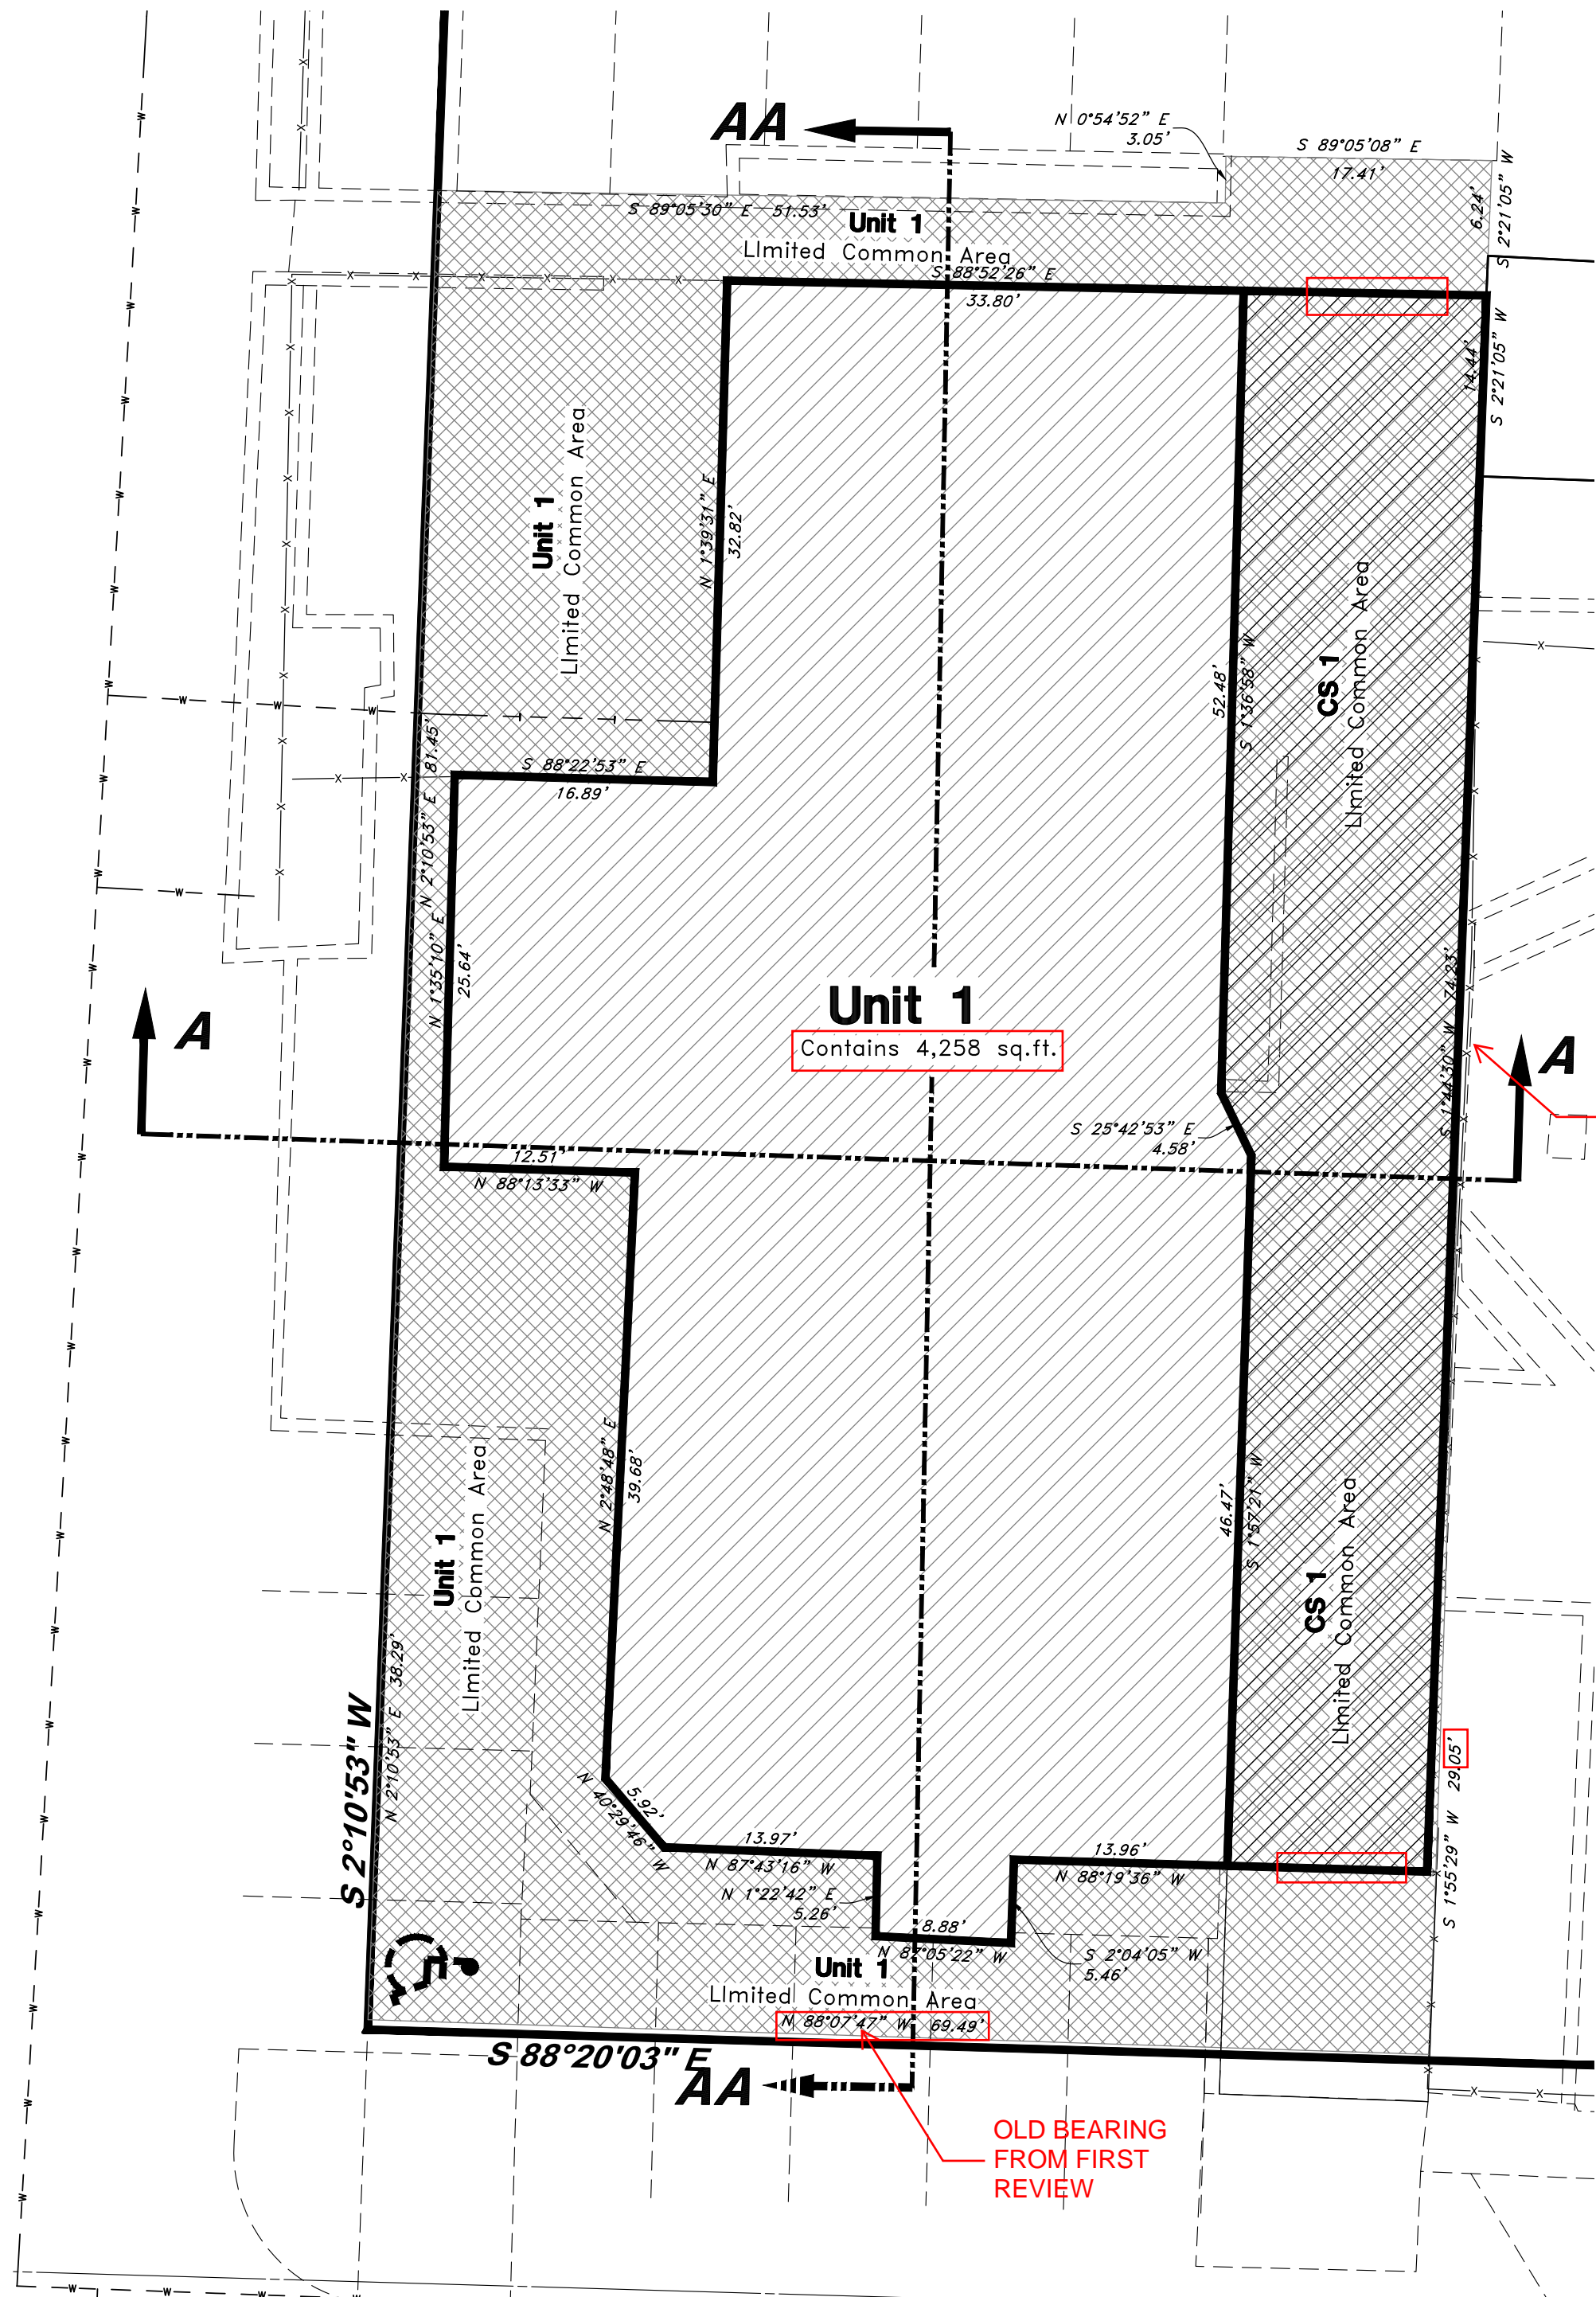 AA
N 0°54'52" E
3.05'
S 89°05'08" E
17.41'
6.24'
S 2°21'05" W
S 89°05'30" E 51.53'
Unit 1
LImited Common Area
S 88°52'26" E
33.80'
14.44'
S 2°21'05" W
Unit 1
LImited Common Area
N 1°39'31" E
32.82'
CS 1
LImited Common Area
52.48'
S 1°36'58" W
N 2°10'53" E 81.45'
S 88°22'53" E
16.89'
N 1°35'10" E
25.64'
Unit 1
Contains 4,258 sq.ft.
S 1°44'30" W 74.23'
A
A
S 25°42'53" E
4.58'
12.51'
N 88°13'33" W
N 2°48'48" E
39.68'
Unit 1
LImited Common Area
46.47'
S 1°57'21" W
CS 1
LImited Common Area
S 2°10'53" W
N 2°10'53" E 38.29'
S 1°55'29" W 29.05'
5.92'
N 40°29'46" W
13.97'
N 87°43'16" W
13.96'
N 88°19'36" W
N 1°22'42" E
5.26'
8.88'
S 2°04'05" W
5.46'
Unit 1
LImited Common Area
N 88°07'47" W 69.49'
S 88°20'03" E
AA
OLD BEARING
FROM FIRST
REVIEW